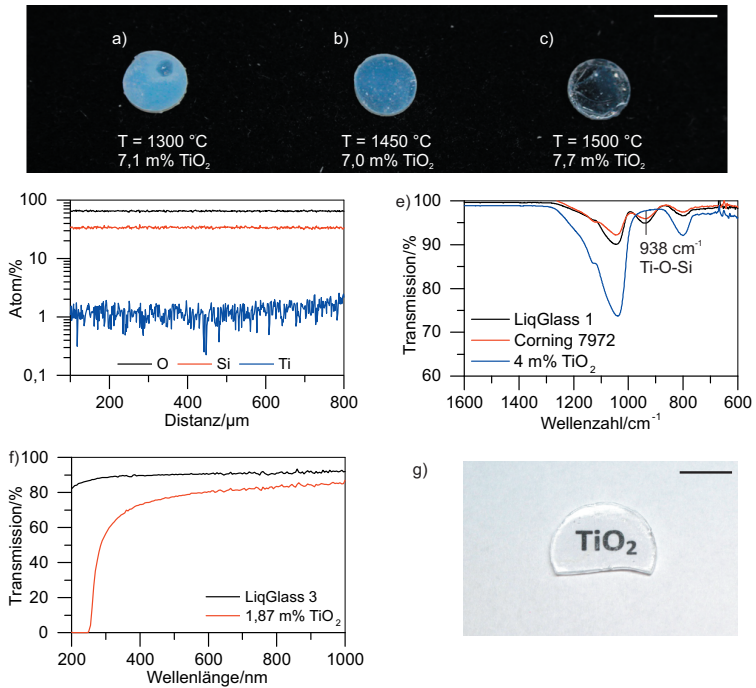 a)
b)
c)
T = 1300 °C
7,1 m% TiO₂
T = 1450 °C
7,0 m% TiO₂
T = 1500 °C
7,7 m% TiO₂
100
10
1
0,1
Atom/%
O
Si
Ti
200
400
600
800
Distanz/µm
e)
100
90
80
70
60
Transmission/%
938 cm⁻¹
Ti-O-Si
LiqGlass 1
Corning 7972
4 m% TiO₂
1600
1400
1200
1000
800
600
Wellenzahl/cm⁻¹
f)
100
80
60
40
20
0
Transmission/%
LiqGlass 3
1,87 m% TiO₂
200
400
600
800
1000
Wellenlänge/nm
g)
TiO₂